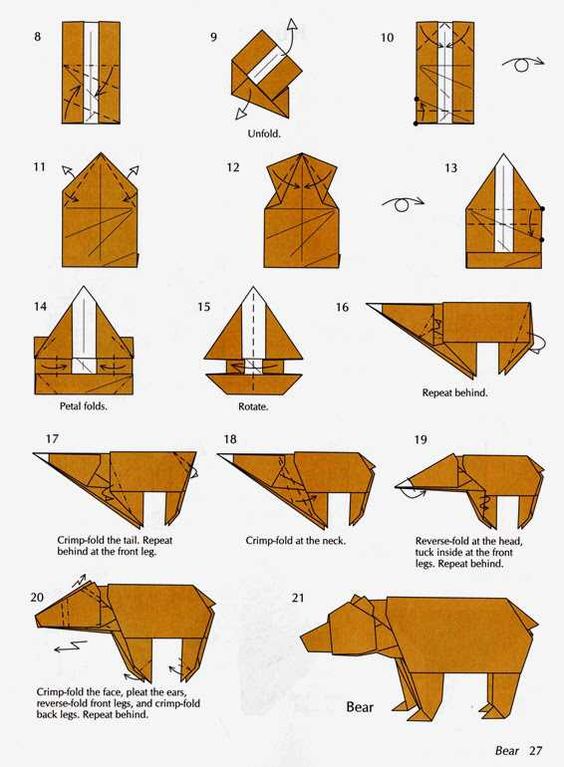 8
9
10
Unfold.
11
12
13
14
15
16
Petal folds.
Rotate.
Repeat behind.
17
18
19
Crimp-fold the tail. Repeat
behind at the front leg.
Crimp-fold at the neck.
Reverse-fold at the head,
tuck inside at the front
legs. Repeat behind.
20
21
Crimp-fold the face, pleat the ears,
reverse-fold front legs, and crimp-fold
back legs. Repeat behind.
Bear
Bear 27